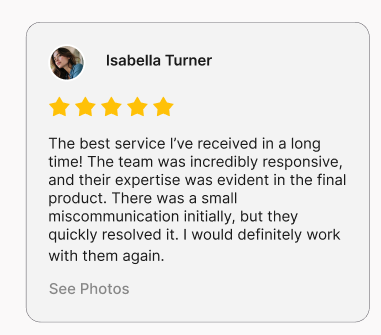 Isabella Turner
The best service I've received in a long
time! The team was incredibly responsive,
and their expertise was evident in the final
product. There was a small
miscommunication initially, but they
quickly resolved it. I would definitely work
with them again.
See Photos